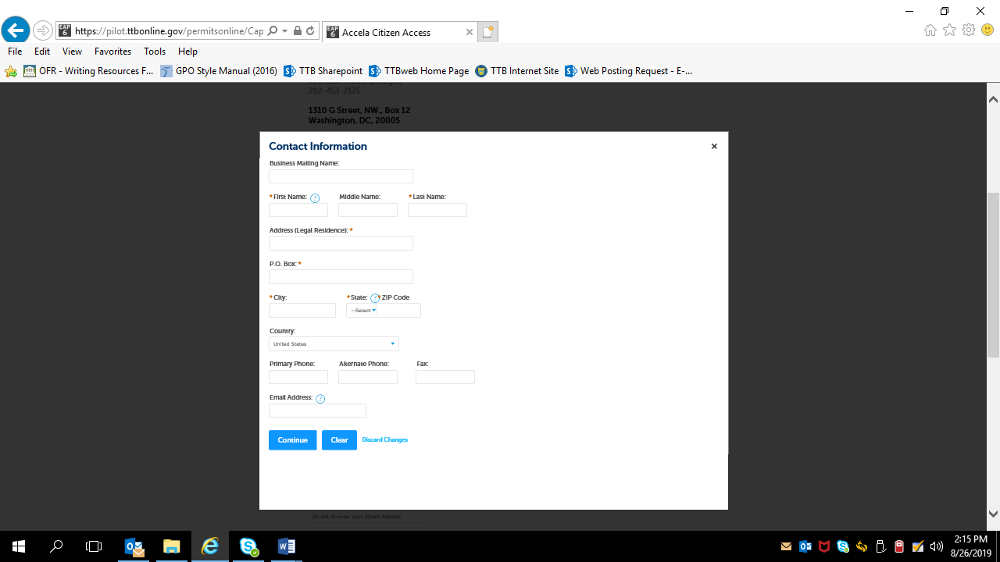 https://pilot.ttbonline.gov/permitsonline/Cap
Accela Citizen Access
File Edit View Favorites Tools Help
OFR - Writing Resources F... GPO Style Manual (2016) TTB Sharepoint TTBweb Home Page TTB Internet Site Web Posting Request - E-...
202-453-2135
1310 G Street, NW., Box 12
Washington, DC, 20005
Contact Information ×
Business Mailing Name:
*First Name: ? Middle Name: *Last Name:
Address (Legal Residence): *
P.O. Box: *
*City: *State: ? *ZIP Code
--Select
Country:
United States
Primary Phone: Alternate Phone: Fax:
Email Address: ?
Continue Clear Discard Changes
Do not re-enter your Street Address
2:15 PM
8/26/2019